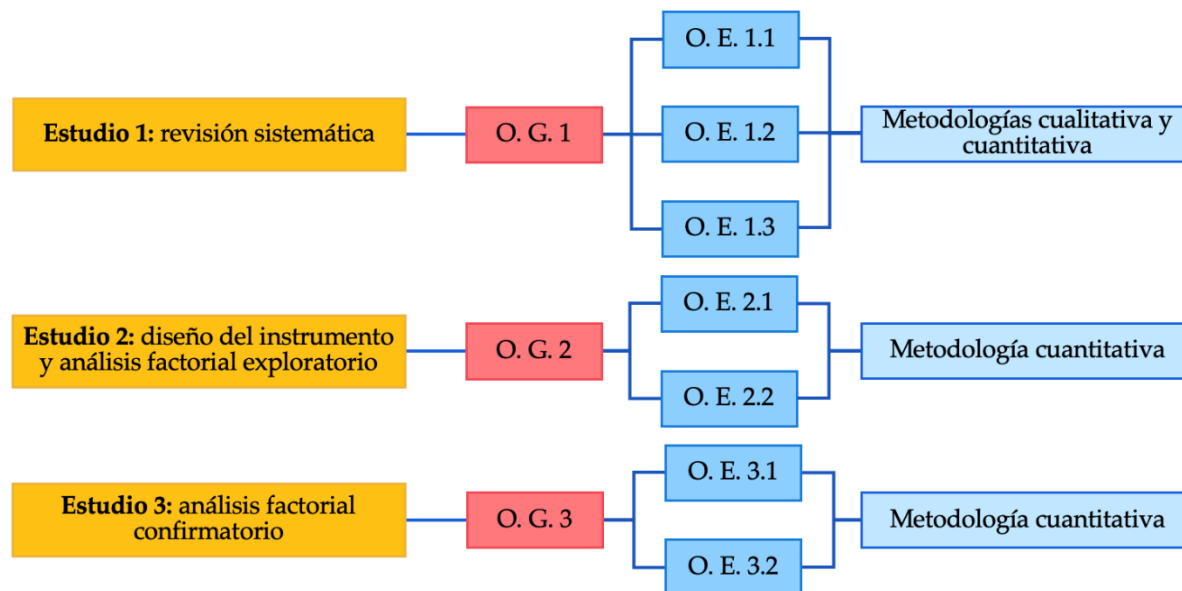 O. E. 1.1
Estudio 1: revisión sistemática
O. G. 1
O. E. 1.2
Metodologías cualitativa y
cuantitativa
O. E. 1.3
O. E. 2.1
Estudio 2: diseño del instrumento
y análisis factorial exploratorio
O. G. 2
Metodología cuantitativa
O. E. 2.2
O. E. 3.1
Estudio 3: análisis factorial
confirmatorio
O. G. 3
Metodología cuantitativa
O. E. 3.2